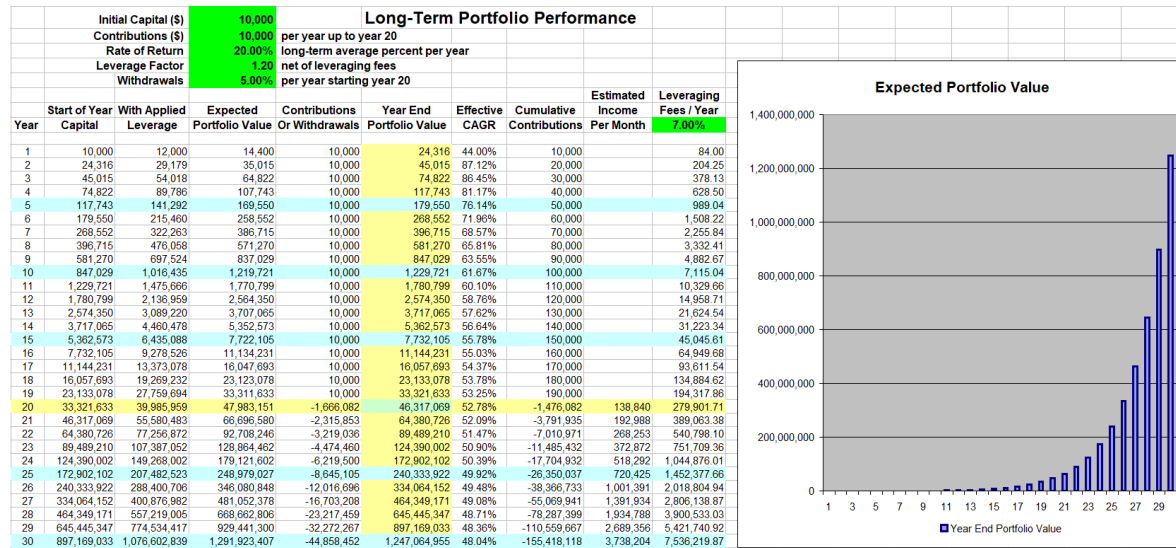 Initial Capital ($) 10,000 Long-Term Portfolio Performance
Contributions ($) 10,000 per year up to year 20
Rate of Return 20.00% long-term average percent per year
Leverage Factor 1.20 net of leveraging fees
Withdrawals 5.00% per year starting year 20
Estimated Leveraging
Start of Year With Applied Expected Contributions Year End Effective Cumulative Income Fees / Year
Year Capital Leverage Portfolio Value Or Withdrawals Portfolio Value CAGR Contributions Per Month 7.00%
1 10,000 12,000 14,400 10,000 24,316 44.00% 10,000 84.00
2 24,316 29,179 35,015 10,000 45,015 87.12% 20,000 204.25
3 45,015 54,018 64,822 10,000 74,822 86.45% 30,000 378.13
4 74,822 89,786 107,743 10,000 117,743 81.17% 40,000 628.50
5 117,743 141,292 169,550 10,000 179,550 76.14% 50,000 989.04
6 179,550 215,460 258,552 10,000 268,552 71.96% 60,000 1,508.22
7 268,552 322,263 386,715 10,000 396,715 68.57% 70,000 2,255.84
8 396,715 476,058 571,270 10,000 581,270 65.81% 80,000 3,332.41
9 581,270 697,524 837,029 10,000 847,029 63.55% 90,000 4,882.67
10 847,029 1,016,435 1,219,721 10,000 1,229,721 61.67% 100,000 7,115.04
11 1,229,721 1,475,666 1,770,799 10,000 1,780,799 60.10% 110,000 10,329.66
12 1,780,799 2,136,959 2,564,350 10,000 2,574,350 58.76% 120,000 14,958.71
13 2,574,350 3,089,220 3,707,065 10,000 3,717,065 57.62% 130,000 21,624.54
14 3,717,065 4,460,478 5,352,573 10,000 5,362,573 56.64% 140,000 31,223.34
15 5,362,573 6,435,088 7,722,105 10,000 7,732,105 55.78% 150,000 45,045.61
16 7,732,105 9,278,526 11,134,231 10,000 11,144,231 55.03% 160,000 64,949.68
17 11,144,231 13,373,078 16,047,693 10,000 16,057,693 54.37% 170,000 93,611.54
18 16,057,693 19,269,232 23,123,078 10,000 23,133,078 53.78% 180,000 134,884.62
19 23,133,078 27,759,694 33,311,633 10,000 33,321,633 53.25% 190,000 194,317.86
20 33,321,633 39,985,959 47,983,151 -1,666,082 46,317,069 52.78% -1,476,082 138,840 279,901.71
21 46,317,069 55,580,483 66,696,580 -2,315,853 64,380,726 52.09% -3,791,935 192,988 389,063.38
22 64,380,726 77,256,872 92,708,246 -3,219,036 89,489,210 51.47% -7,010,971 268,253 540,798.10
23 89,489,210 107,387,052 128,864,462 -4,474,460 124,390,002 50.90% -11,485,432 372,872 751,709.36
24 124,390,002 149,268,002 179,121,602 -6,219,500 172,902,102 50.39% -17,704,932 518,292 1,044,876.01
25 172,902,102 207,482,523 248,979,027 -8,645,105 240,333,922 49.92% -26,350,037 720,425 1,452,377.66
26 240,333,922 288,400,706 346,080,848 -12,016,696 334,064,152 49.48% -38,366,733 1,001,391 2,018,804.94
27 334,064,152 400,876,982 481,052,378 -16,703,208 464,349,171 49.08% -55,069,941 1,391,934 2,806,138.87
28 464,349,171 557,219,005 668,662,806 -23,217,459 645,445,347 48.71% -78,287,399 1,934,788 3,900,533.03
29 645,445,347 774,534,417 929,441,300 -32,272,267 897,169,033 48.36% -110,559,667 2,689,356 5,421,740.92
30 897,169,033 1,076,602,839 1,291,923,407 -44,858,452 1,247,064,955 48.04% -155,418,118 3,738,204 7,536,219.87
Expected Portfolio Value
1,400,000,000
1,200,000,000
1,000,000,000
800,000,000
600,000,000
400,000,000
200,000,000
0
1 3 5 7 9 11 13 15 17 19 21 23 25 27 29
Year End Portfolio Value